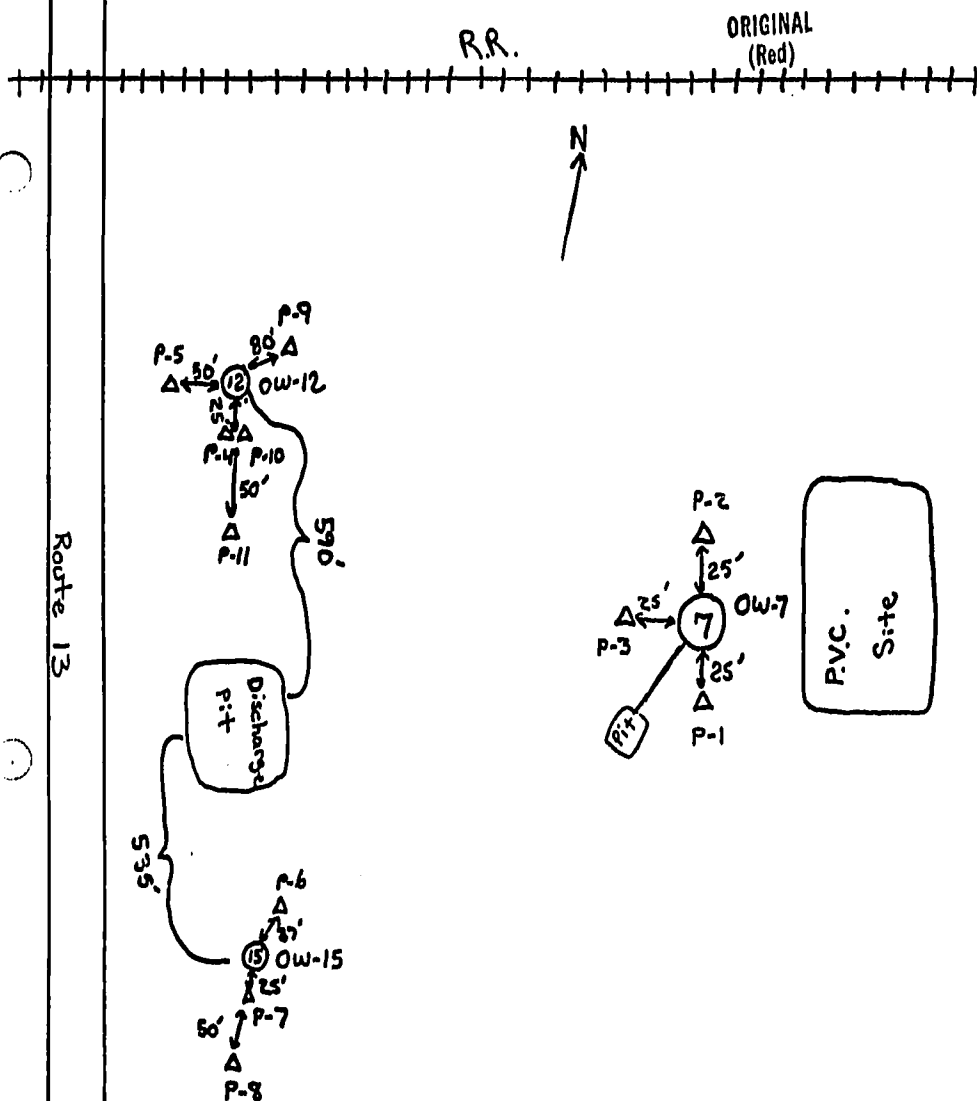 ORIGINAL
(Red)
R.R.
N
P-9
80'
P-5
50'
12
OW-12
25'
P-4
P-10
50'
P-11
590'
Route 13
P-2
25'
OW-7
7
25'
P-3
25'
P-1
Pit
P.V.C.
Site
Discharge
Pit
535'
P-6
15
OW-15
25'
P-7
50'
P-8